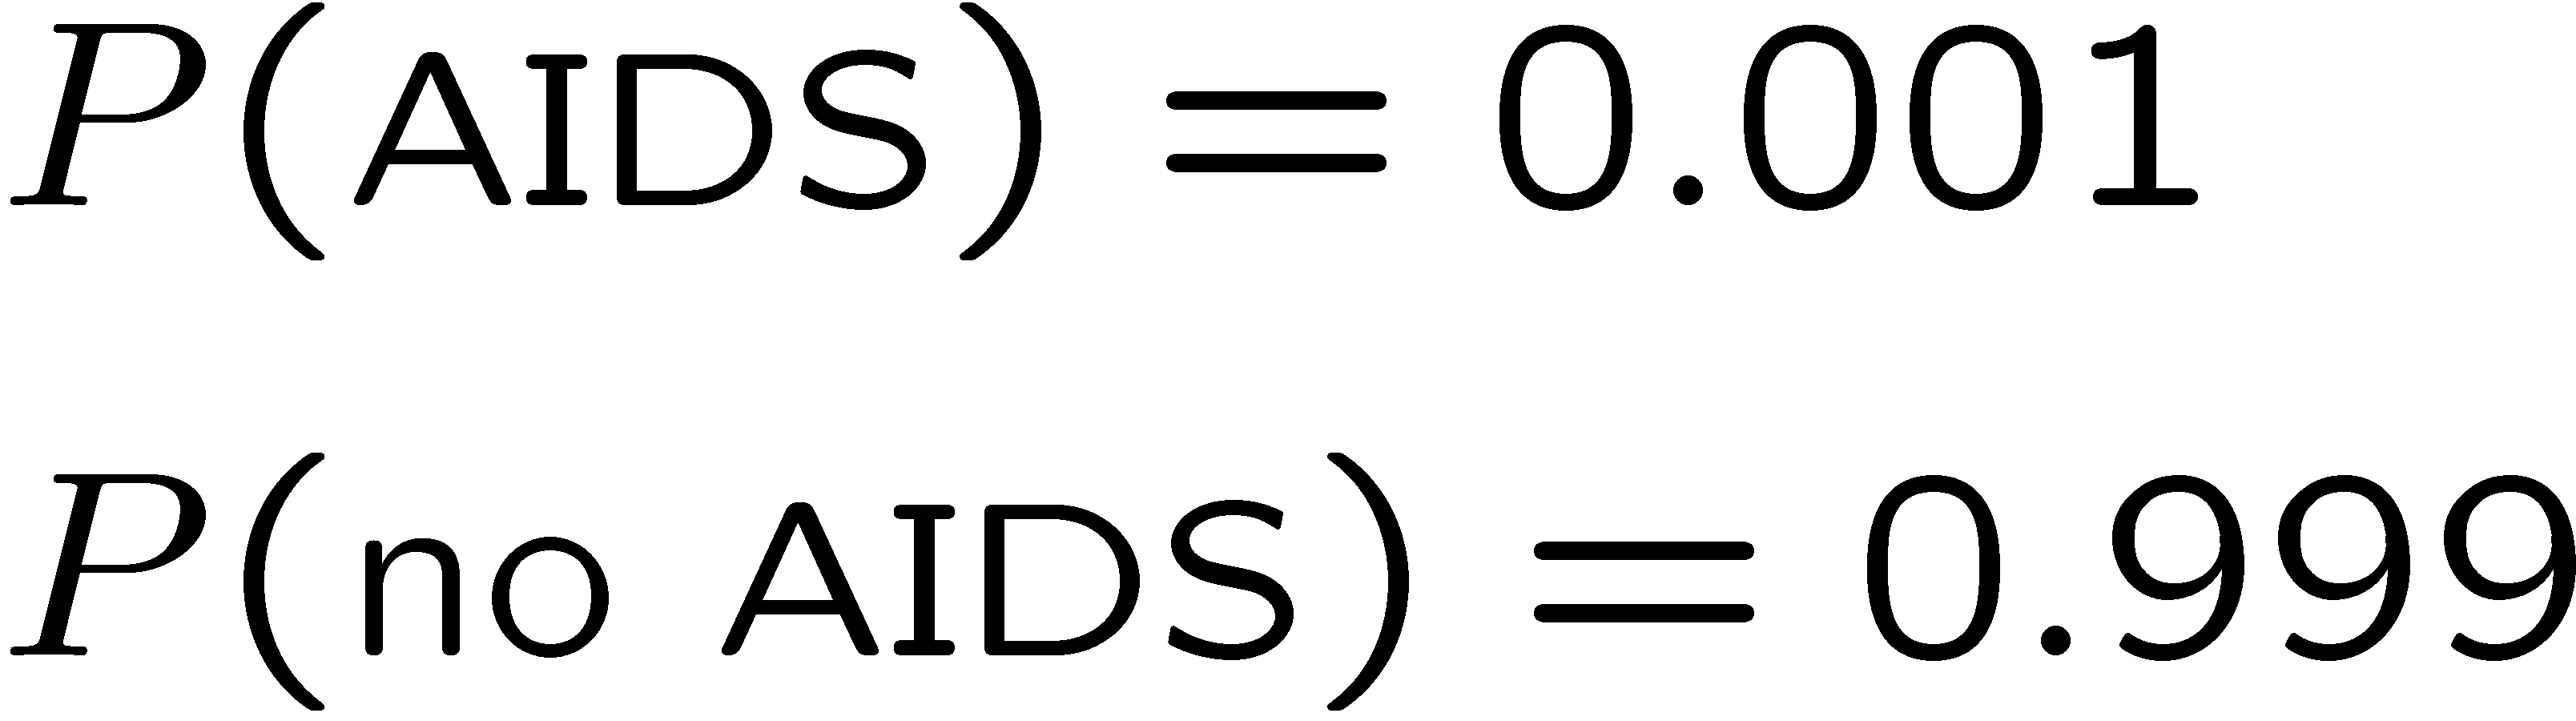 P(AIDS) = 0.001
P(no AIDS) = 0.999